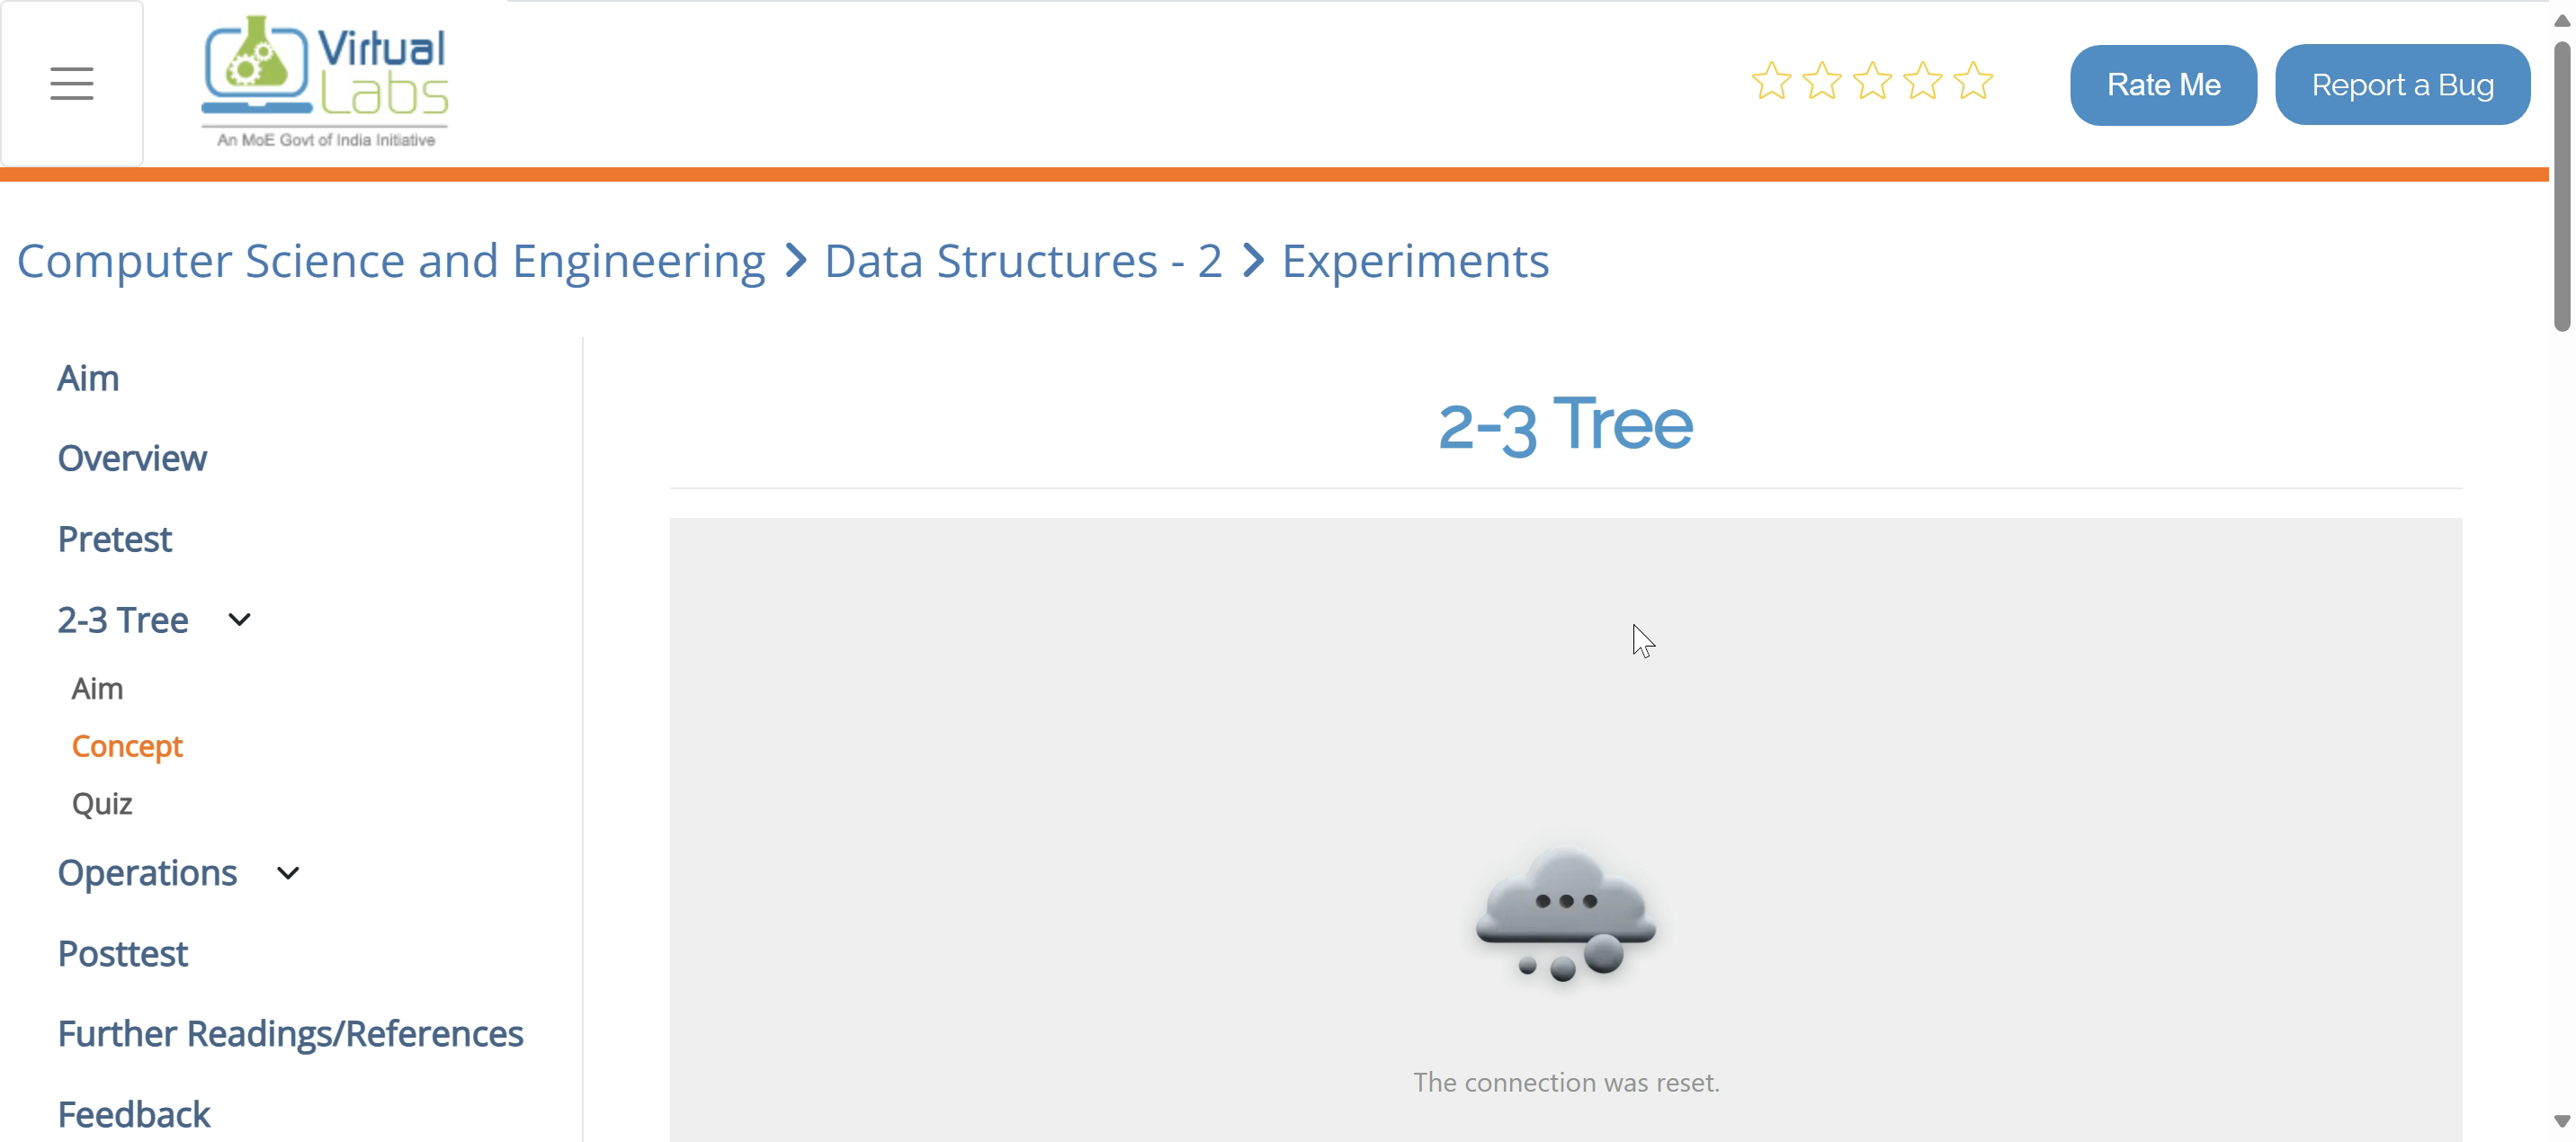 Virtual
Labs
An MoE Govt of India Initiative
Rate Me
Report a Bug
Computer Science and Engineering > Data Structures - 2 > Experiments
Aim
Overview
Pretest
2-3 Tree
Aim
Concept
Quiz
Operations
Posttest
Further Readings/References
Feedback
2-3 Tree
The connection was reset.